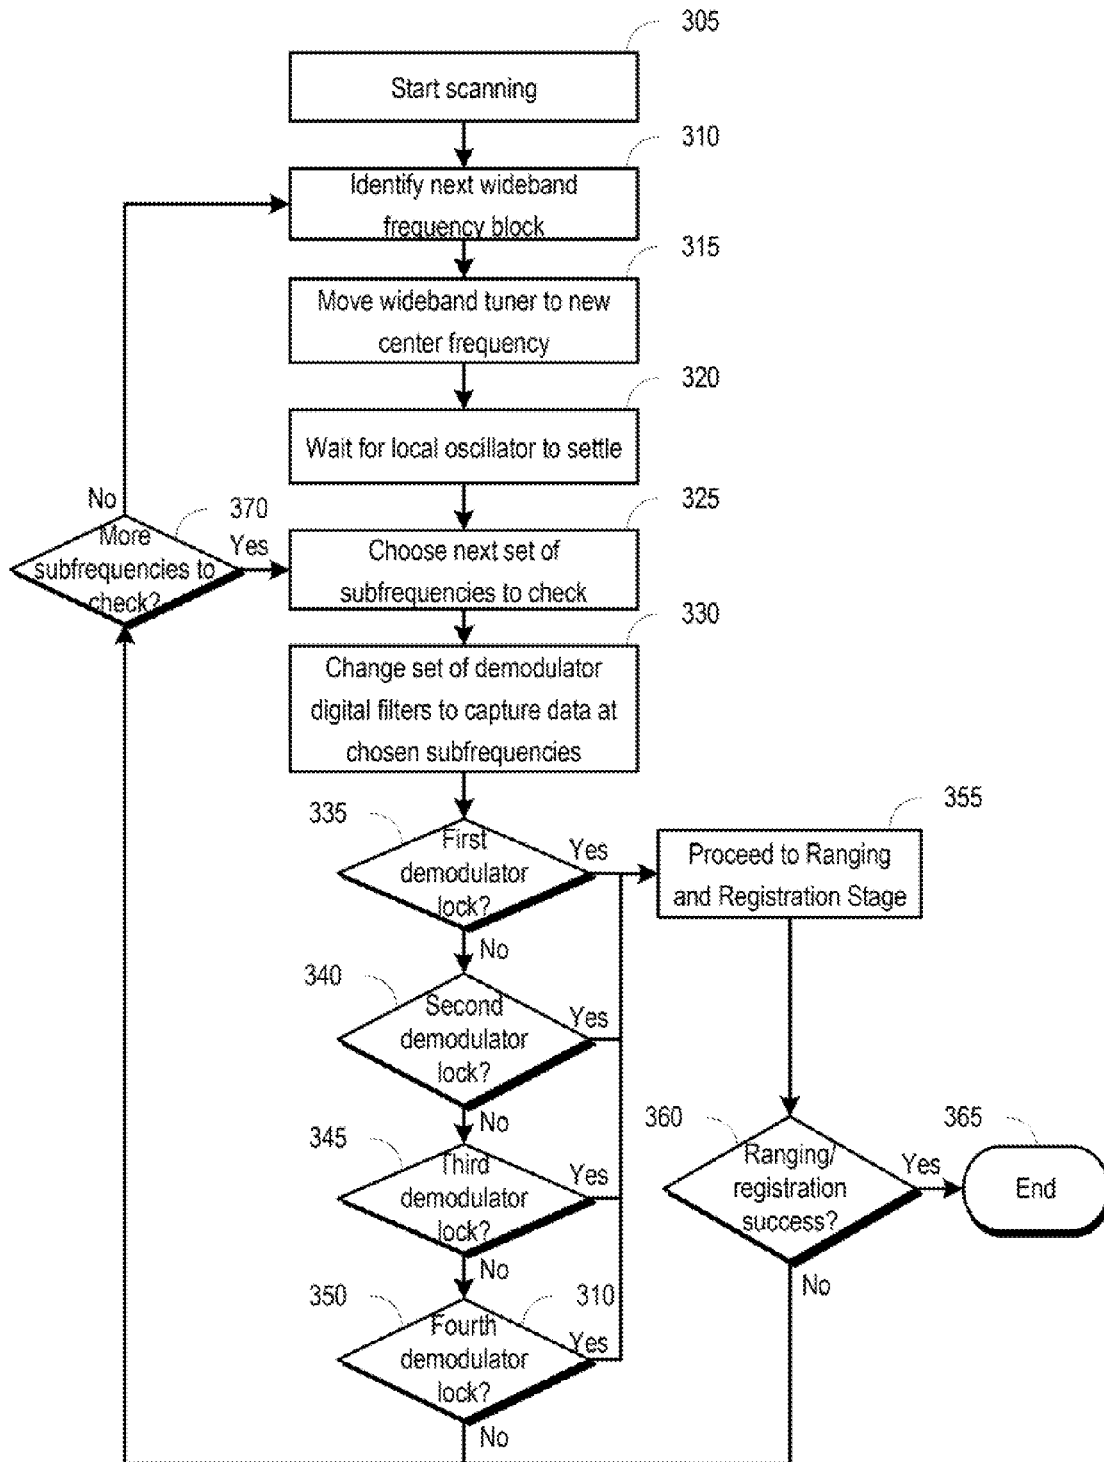 305
Start scanning
310
Identify next wideband
frequency block
315
Move wideband tuner to new
center frequency
320
Wait for local oscillator to settle
325
No
370
More
subfrequencies to
check?
Yes
Choose next set of
subfrequencies to check
330
Change set of demodulator
digital filters to capture data at
chosen subfrequencies
335
First
demodulator
lock?
Yes
No
355
Proceed to Ranging
and Registration Stage
340
Second
demodulator
lock?
Yes
No
345
Third
demodulator
lock?
Yes
No
360
Ranging/
registration
success?
Yes
No
365
End
350
310
Fourth
demodulator
lock?
Yes
No